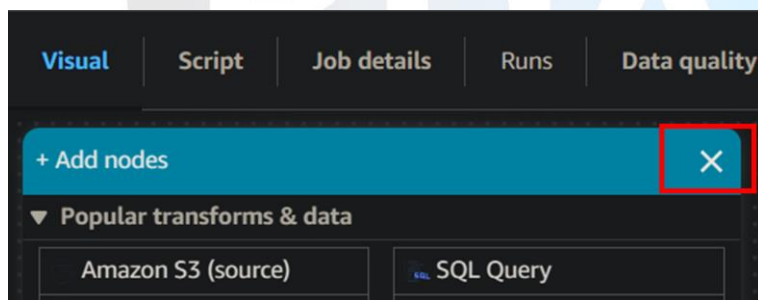 Visual Script Job details Runs Data quality
+ Add nodes
Popular transforms & data
Amazon S3 (source) SQL Query